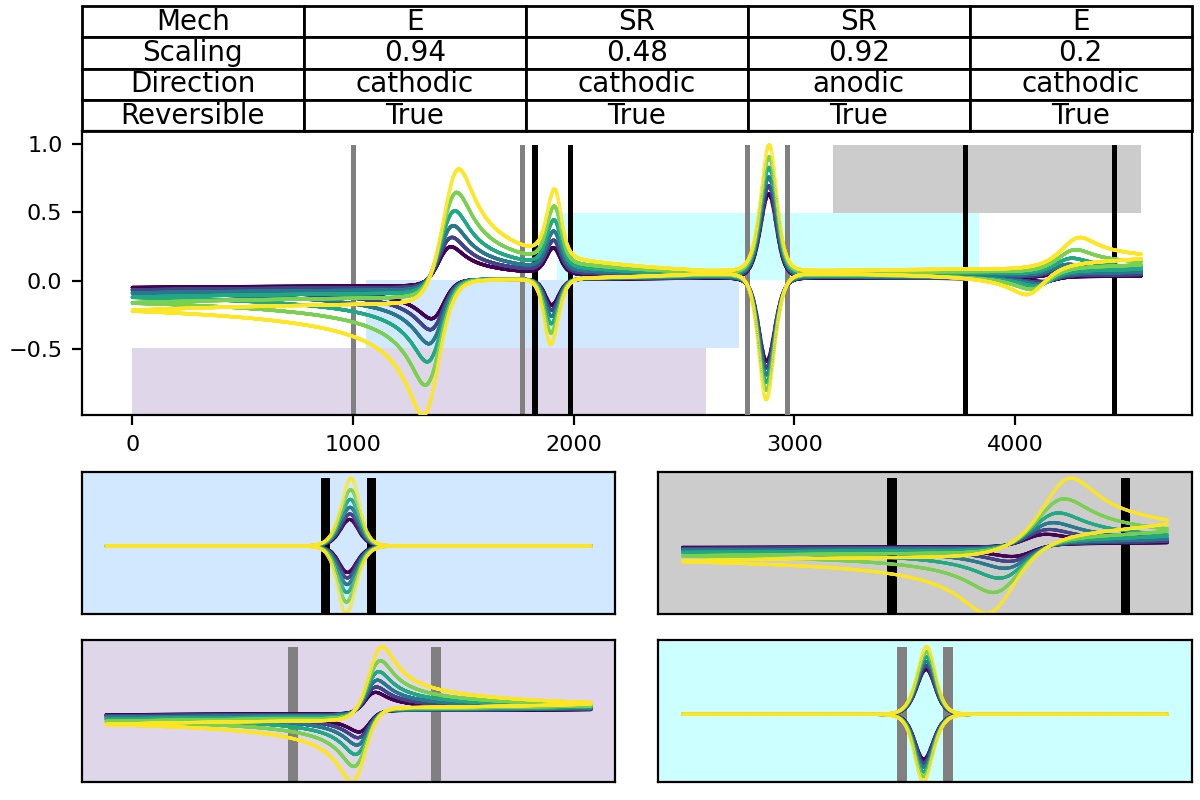 Mech E SR SR E
Scaling 0.94 0.48 0.92 0.2
Direction cathodic cathodic anodic cathodic
Reversible True True True True
1.0
0.5
0.0
−0.5
0 1000 2000 3000 4000